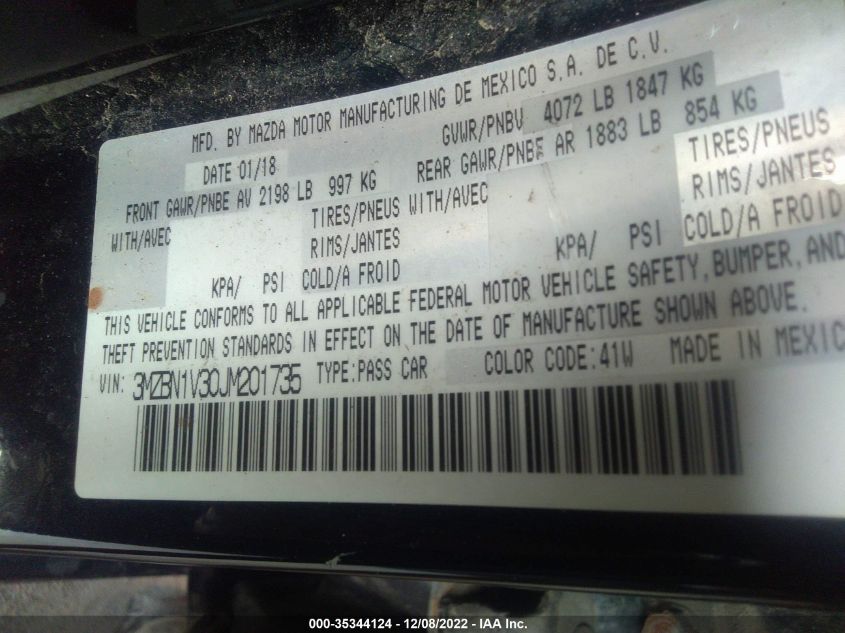 MFD. BY MAZDA MOTOR MANUFACTURING DE MEXICO S.A. DE C.V.
DATE 01/18 GVWR/PNBV 4072 LB 1847 KG
FRONT GAWR/PNBE AV 2198 LB 997 KG REAR GAWR/PNBE AR 1883 LB 854 KG
WITH/AVEC TIRES/PNEUS WITH/AVEC TIRES/PNEUS
RIMS/JANTES RIMS/JANTES
KPA/ PSI COLD/A FROID KPA/ PSI COLD/A FROID
THIS VEHICLE CONFORMS TO ALL APPLICABLE FEDERAL MOTOR VEHICLE SAFETY, BUMPER, AND
THEFT PREVENTION STANDARDS IN EFFECT ON THE DATE OF MANUFACTURE SHOWN ABOVE.
VIN: 3MZBN1V30JM201735 TYPE:PASS CAR COLOR CODE:41W MADE IN MEXIC
000-35344124 - 12/08/2022 - IAA Inc.